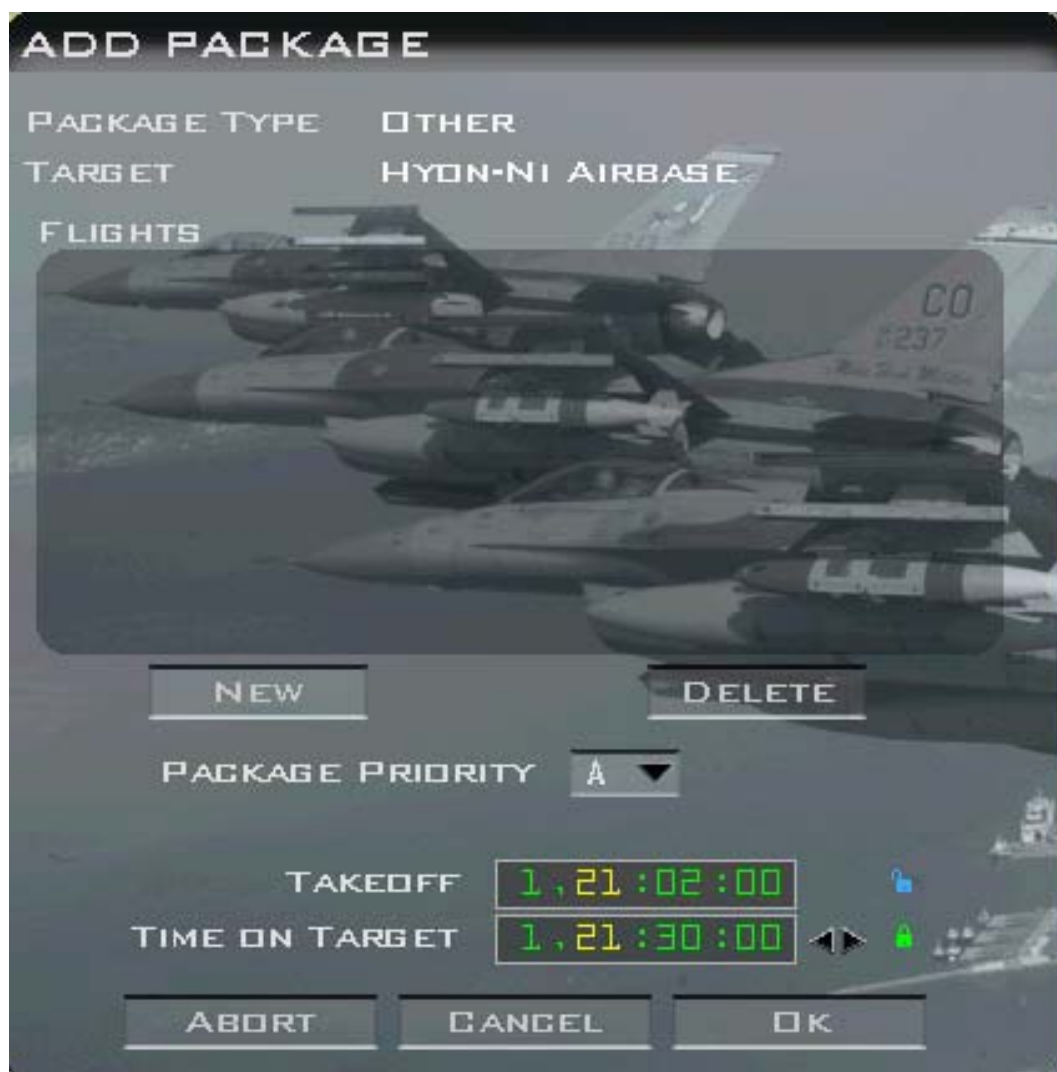 ADD PACKAGE
PACKAGE TYPE OTHER
TARGET HYON-NI AIRBASE
FLIGHTS
CO
237
NEW DELETE
PACKAGE PRIORITY A
TAKEOFF 1,21:02:00
TIME ON TARGET 1,21:30:00
ABORT CANCEL OK